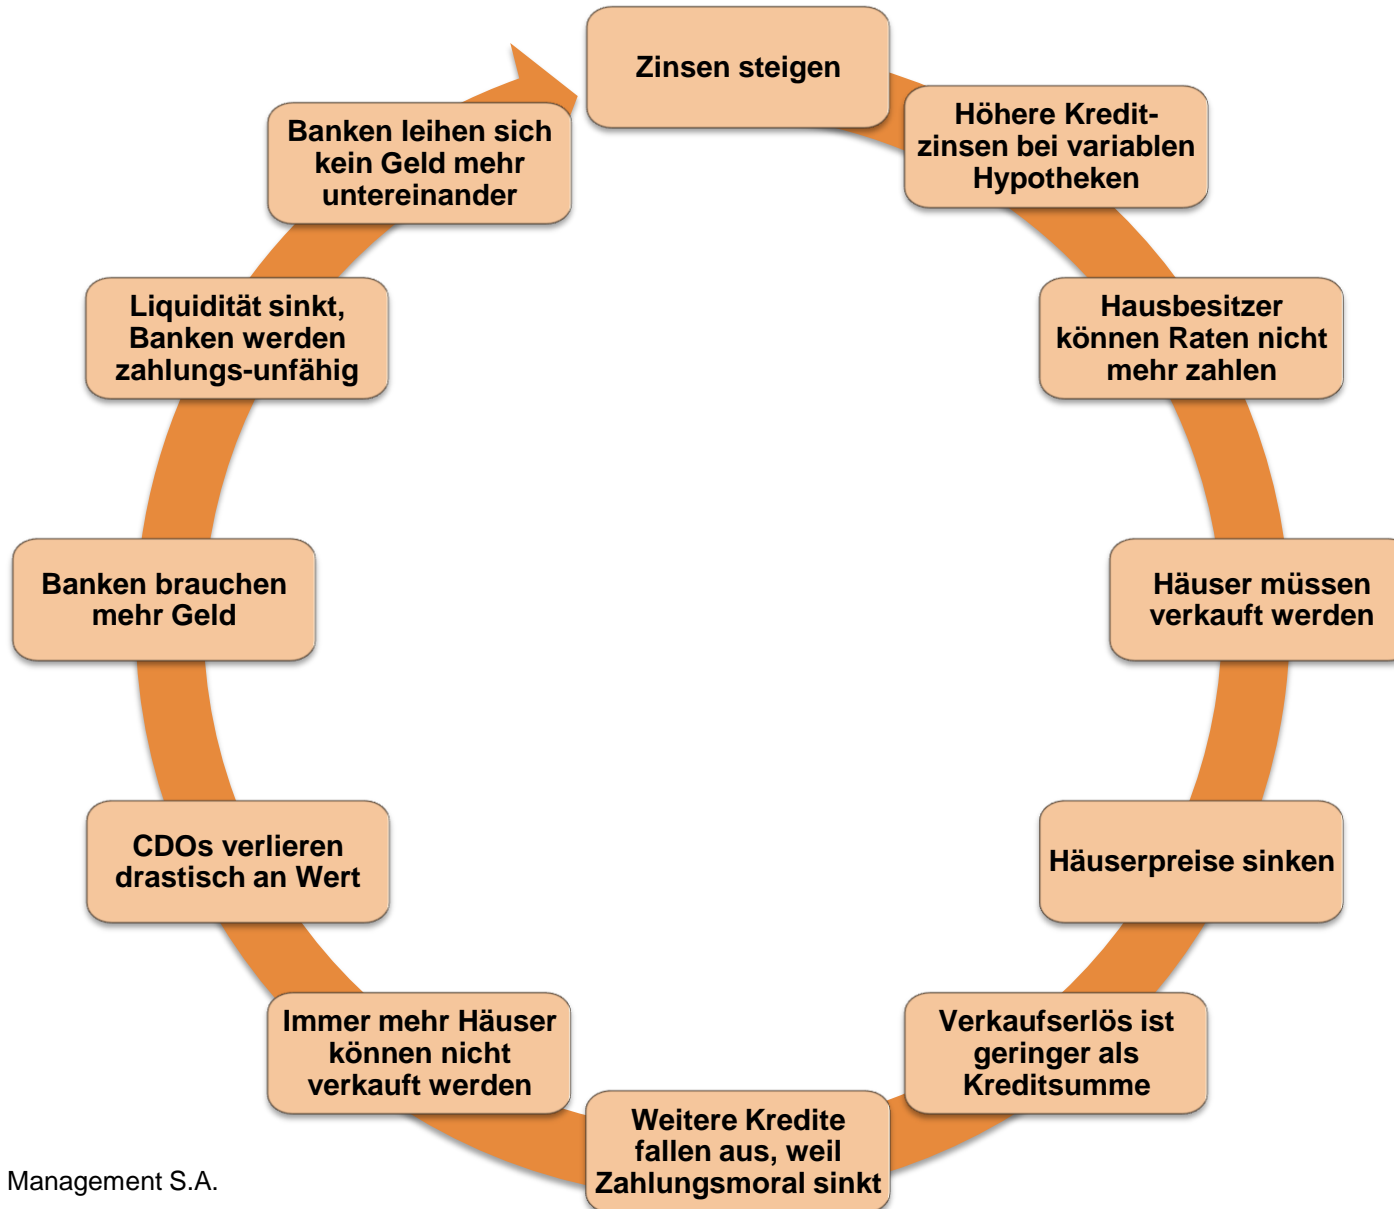 Zinsen steigen
Höhere Kredit-
zinsen bei variablen
Hypotheken
Hausbesitzer
können Raten nicht
mehr zahlen
Häuser müssen
verkauft werden
Häuserpreise sinken
Verkaufserlös ist
geringer als
Kreditsumme
Weitere Kredite
fallen aus, weil
Zahlungsmoral sinkt
Immer mehr Häuser
können nicht
verkauft werden
CDOs verlieren
drastisch an Wert
Banken brauchen
mehr Geld
Liquidität sinkt,
Banken werden
zahlungs-unfähig
Banken leihen sich
kein Geld mehr
untereinander
Management S.A.